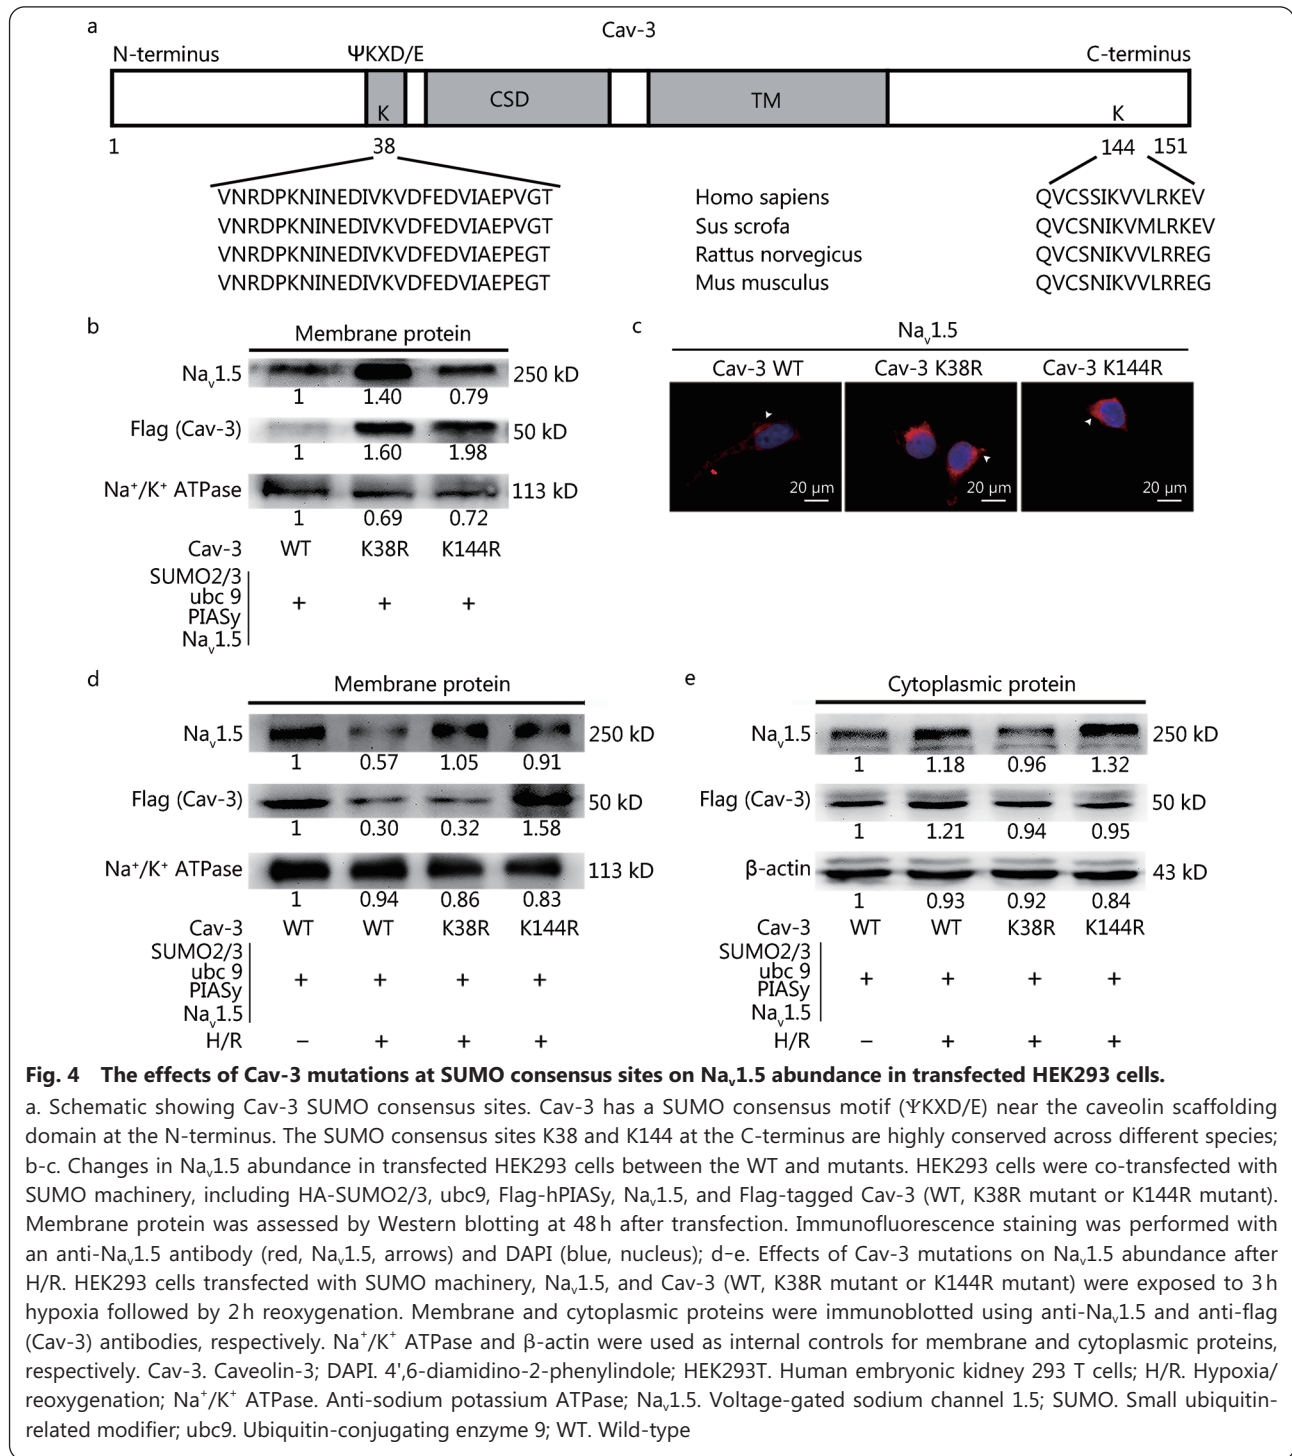 a
Cav-3
N-terminus ΨKXD/E C-terminus
CSD TM
K K
1 38 144 151
VNRDPKNINEDIVKVDFEDVIAEPVGT Homo sapiens QVCSSIKVVLRKEV
VNRDPKNINEDIVKVDFEDVIAEPVGT Sus scrofa QVCSNIKVMLRKEV
VNRDPKNINEDIVKVDFEDVIAEPEGT Rattus norvegicus QVCSNIKVVLRREG
VNRDPKNINEDIVKVDFEDVIAEPEGT Mus musculus QVCSNIKVVLRREG
b
Membrane protein
Naᵥ1.5 250 kD
1 1.40 0.79
Flag (Cav-3) 50 kD
1 1.60 1.98
Na⁺/K⁺ ATPase 113 kD
1 0.69 0.72
Cav-3 WT K38R K144R
SUMO2/3
ubc 9
+ + +
PIASy
Naᵥ1.5
c
Naᵥ1.5
Cav-3 WT Cav-3 K38R Cav-3 K144R
20 μm 20 μm 20 μm
d
Membrane protein
Naᵥ1.5 250 kD
1 0.57 1.05 0.91
Flag (Cav-3) 50 kD
1 0.30 0.32 1.58
Na⁺/K⁺ ATPase 113 kD
1 0.94 0.86 0.83
Cav-3 WT WT K38R K144R
SUMO2/3
ubc 9
+ + + +
PIASy
Naᵥ1.5
H/R – + + +
e
Cytoplasmic protein
Naᵥ1.5 250 kD
1 1.18 0.96 1.32
Flag (Cav-3) 50 kD
1 1.21 0.94 0.95
β-actin 43 kD
1 0.93 0.92 0.84
Cav-3 WT WT K38R K144R
SUMO2/3
ubc 9
+ + + +
PIASy
Naᵥ1.5
H/R – + + +
Fig. 4 The effects of Cav-3 mutations at SUMO consensus sites on Naᵥ1.5 abundance in transfected HEK293 cells.
a. Schematic showing Cav-3 SUMO consensus sites. Cav-3 has a SUMO consensus motif (ΨKXD/E) near the caveolin scaffolding
domain at the N-terminus. The SUMO consensus sites K38 and K144 at the C-terminus are highly conserved across different species;
b-c. Changes in Naᵥ1.5 abundance in transfected HEK293 cells between the WT and mutants. HEK293 cells were co-transfected with
SUMO machinery, including HA-SUMO2/3, ubc9, Flag-hPIASy, Naᵥ1.5, and Flag-tagged Cav-3 (WT, K38R mutant or K144R mutant).
Membrane protein was assessed by Western blotting at 48 h after transfection. Immunofluorescence staining was performed with
an anti-Naᵥ1.5 antibody (red, Naᵥ1.5, arrows) and DAPI (blue, nucleus); d-e. Effects of Cav-3 mutations on Naᵥ1.5 abundance after
H/R. HEK293 cells transfected with SUMO machinery, Naᵥ1.5, and Cav-3 (WT, K38R mutant or K144R mutant) were exposed to 3 h
hypoxia followed by 2 h reoxygenation. Membrane and cytoplasmic proteins were immunoblotted using anti-Naᵥ1.5 and anti-flag
(Cav-3) antibodies, respectively. Na⁺/K⁺ ATPase and β-actin were used as internal controls for membrane and cytoplasmic proteins,
respectively. Cav-3. Caveolin-3; DAPI. 4',6-diamidino-2-phenylindole; HEK293T. Human embryonic kidney 293 T cells; H/R. Hypoxia/
reoxygenation; Na⁺/K⁺ ATPase. Anti-sodium potassium ATPase; Naᵥ1.5. Voltage-gated sodium channel 1.5; SUMO. Small ubiquitin-
related modifier; ubc9. Ubiquitin-conjugating enzyme 9; WT. Wild-type